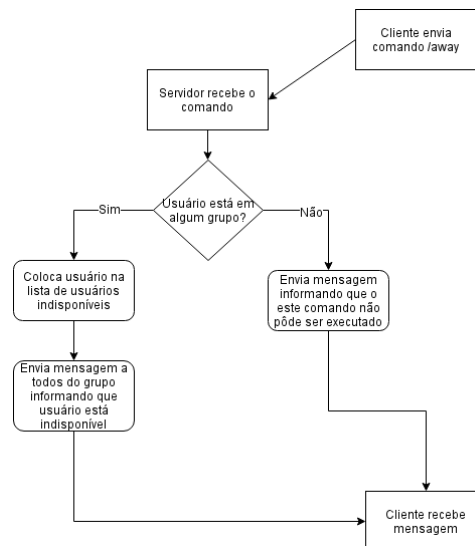 Cliente envia
comando /away
Servidor recebe o
comando
Usuário está em
algum grupo?
Sim
Não
Coloca usuário na
lista de usuários
indisponíveis
Envia mensagem
informando que o
este comando não
pôde ser executado
Envia mensagem a
todos do grupo
informando que
usuário está
indisponível
Cliente recebe
mensagem